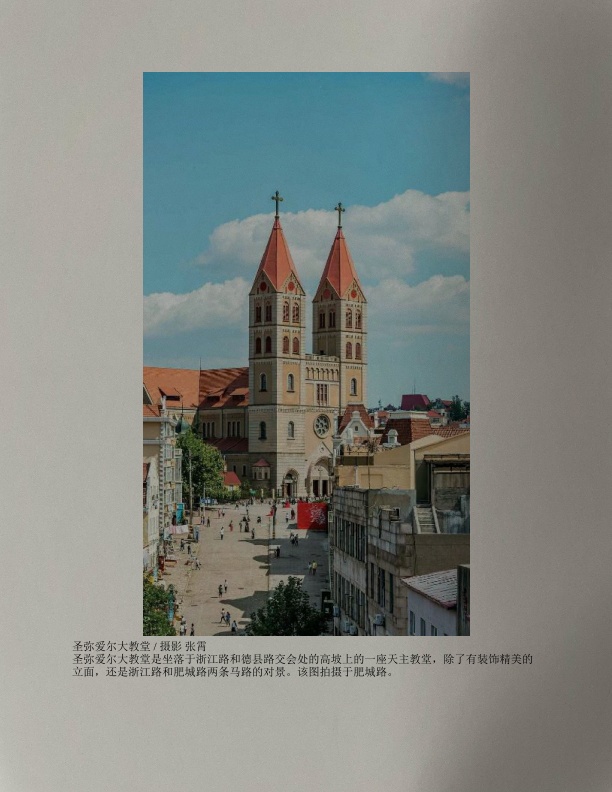 圣弥爱尔大教堂 / 摄影 张霄
圣弥爱尔大教堂是坐落于浙江路和德县路交会处的高坡上的一座天主教堂，除了有装饰精美的
立面，还是浙江路和肥城路两条马路的对景。该图拍摄于肥城路。